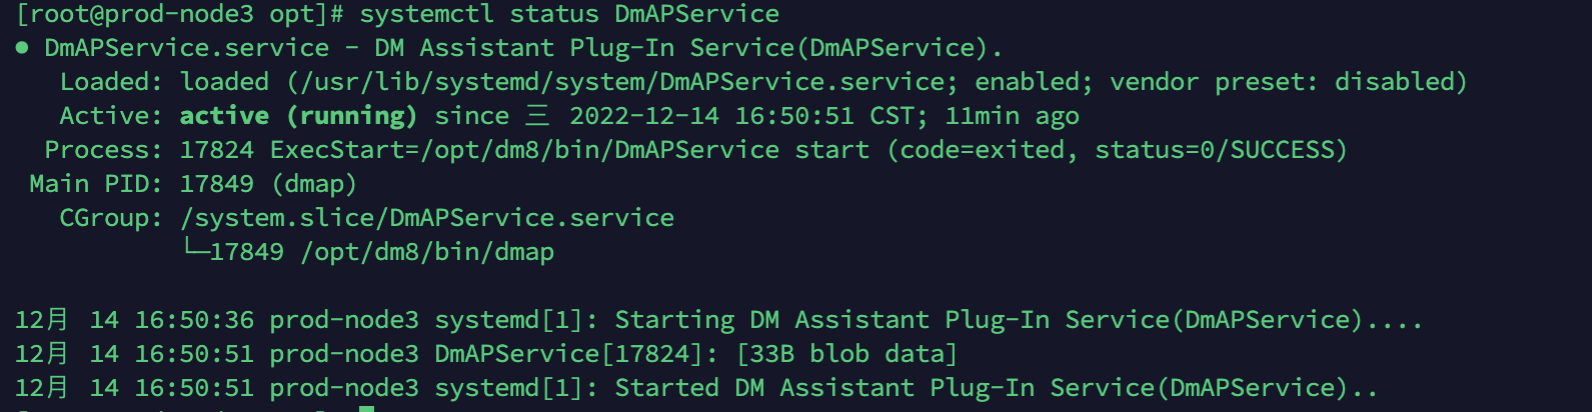 [root@prod-node3 opt]# systemctl status DmAPService
● DmAPService.service - DM Assistant Plug-In Service(DmAPService).
   Loaded: loaded (/usr/lib/systemd/system/DmAPService.service; enabled; vendor preset: disabled)
   Active: active (running) since 三 2022-12-14 16:50:51 CST; 11min ago
  Process: 17824 ExecStart=/opt/dm8/bin/DmAPService start (code=exited, status=0/SUCCESS)
 Main PID: 17849 (dmap)
   CGroup: /system.slice/DmAPService.service
           └─17849 /opt/dm8/bin/dmap
12月 14 16:50:36 prod-node3 systemd[1]: Starting DM Assistant Plug-In Service(DmAPService)....
12月 14 16:50:51 prod-node3 DmAPService[17824]: [33B blob data]
12月 14 16:50:51 prod-node3 systemd[1]: Started DM Assistant Plug-In Service(DmAPService)..